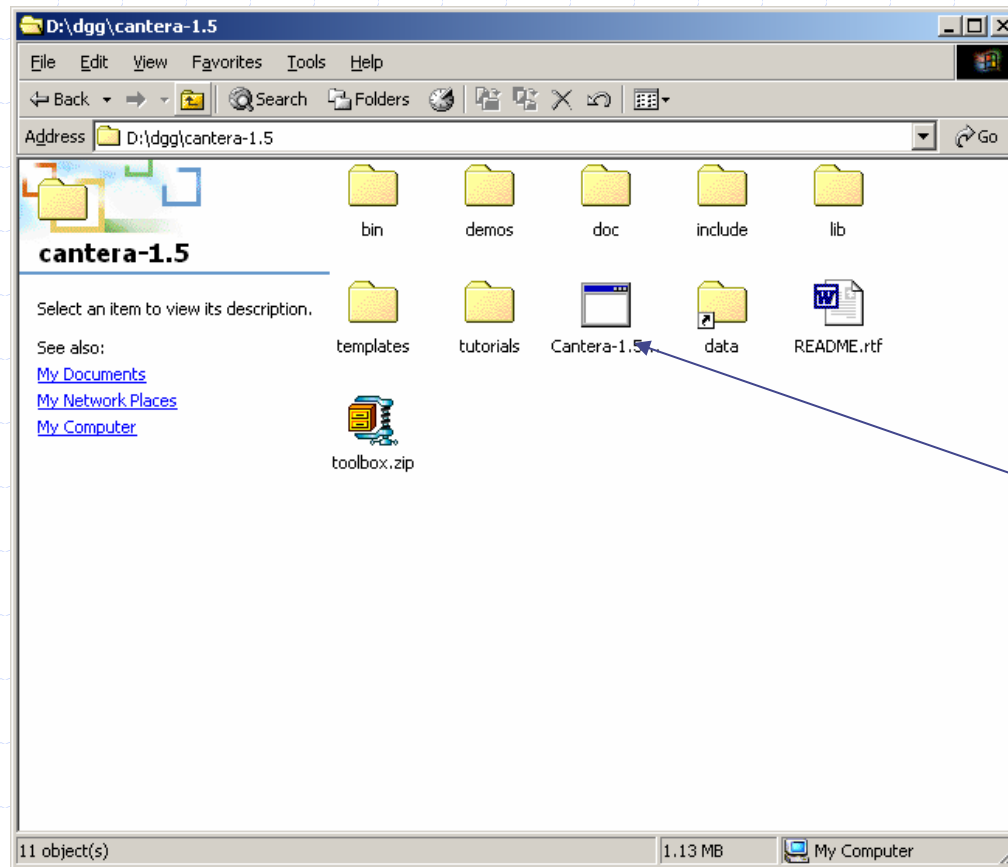 D:\dgg\cantera-1.5
File Edit View Favorites Tools Help
Back Search Folders
Address D:\dgg\cantera-1.5 Go
cantera-1.5
Select an item to view its description.
See also:
My Documents
My Network Places
My Computer
bin demos doc include lib
templates tutorials Cantera-1.5... data README.rtf
toolbox.zip
11 object(s) 1.13 MB My Computer